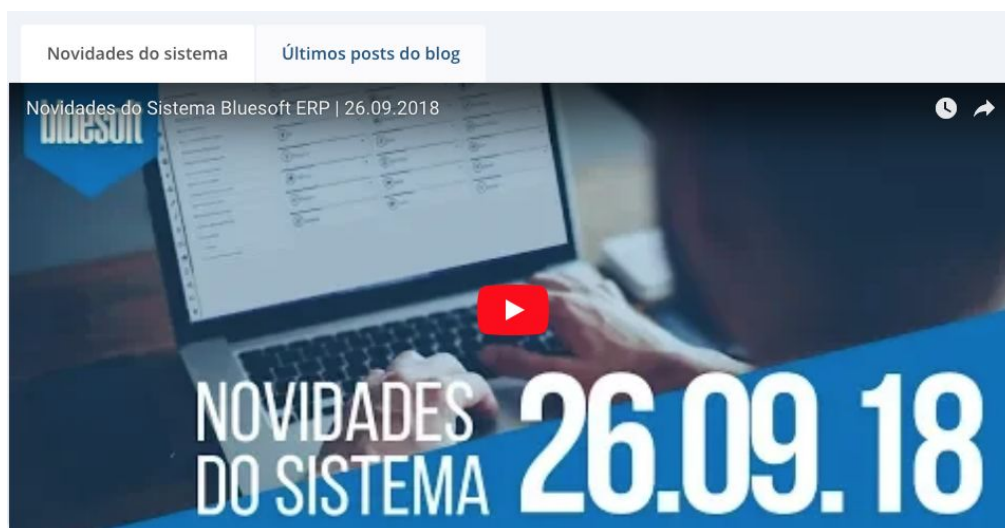 Novidades do sistema
Últimos posts do blog
Novidades do Sistema Bluesoft ERP | 26.09.2018
bluesoft
NOVIDADES
DO SISTEMA
26.09.18